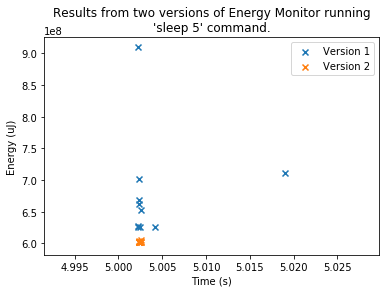 Results from two versions of Energy Monitor running
'sleep 5' command.
1e8
Version 1
Version 2
9.0
8.5
8.0
7.5
7.0
6.5
6.0
Energy (uJ)
4.995
5.000
5.005
5.010
5.015
5.020
5.025
Time (s)